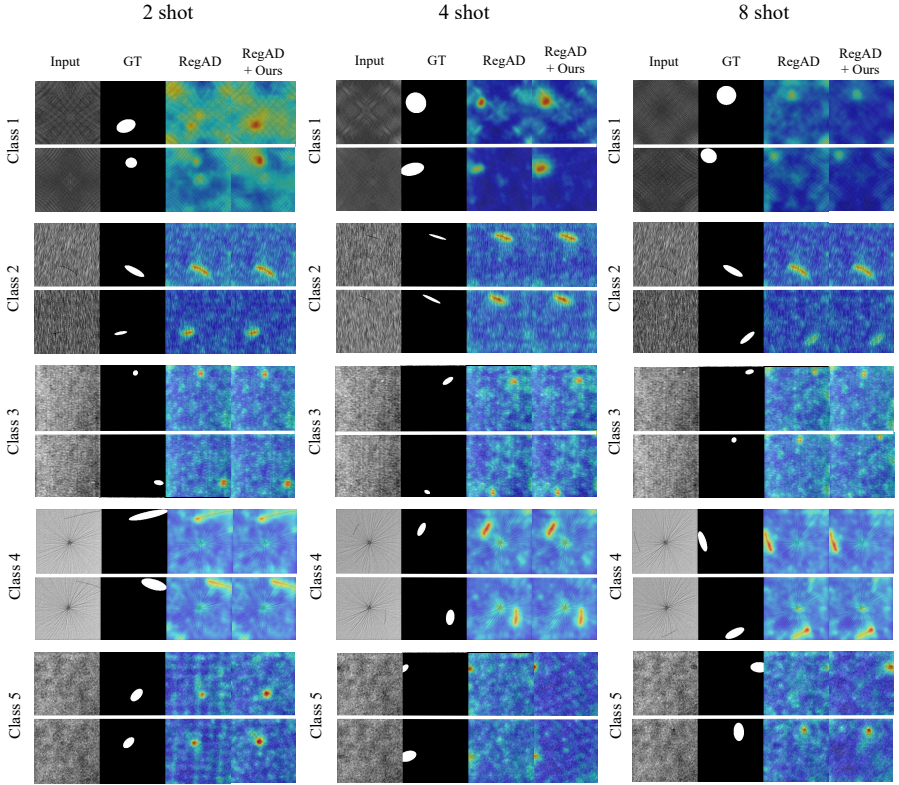 2 shot
4 shot
8 shot
Input GT RegAD RegAD + Ours
Input GT RegAD RegAD + Ours
Input GT RegAD RegAD + Ours
Class 1
Class 1
Class 1
Class 2
Class 2
Class 2
Class 3
Class 3
Class 3
Class 4
Class 4
Class 4
Class 5
Class 5
Class 5